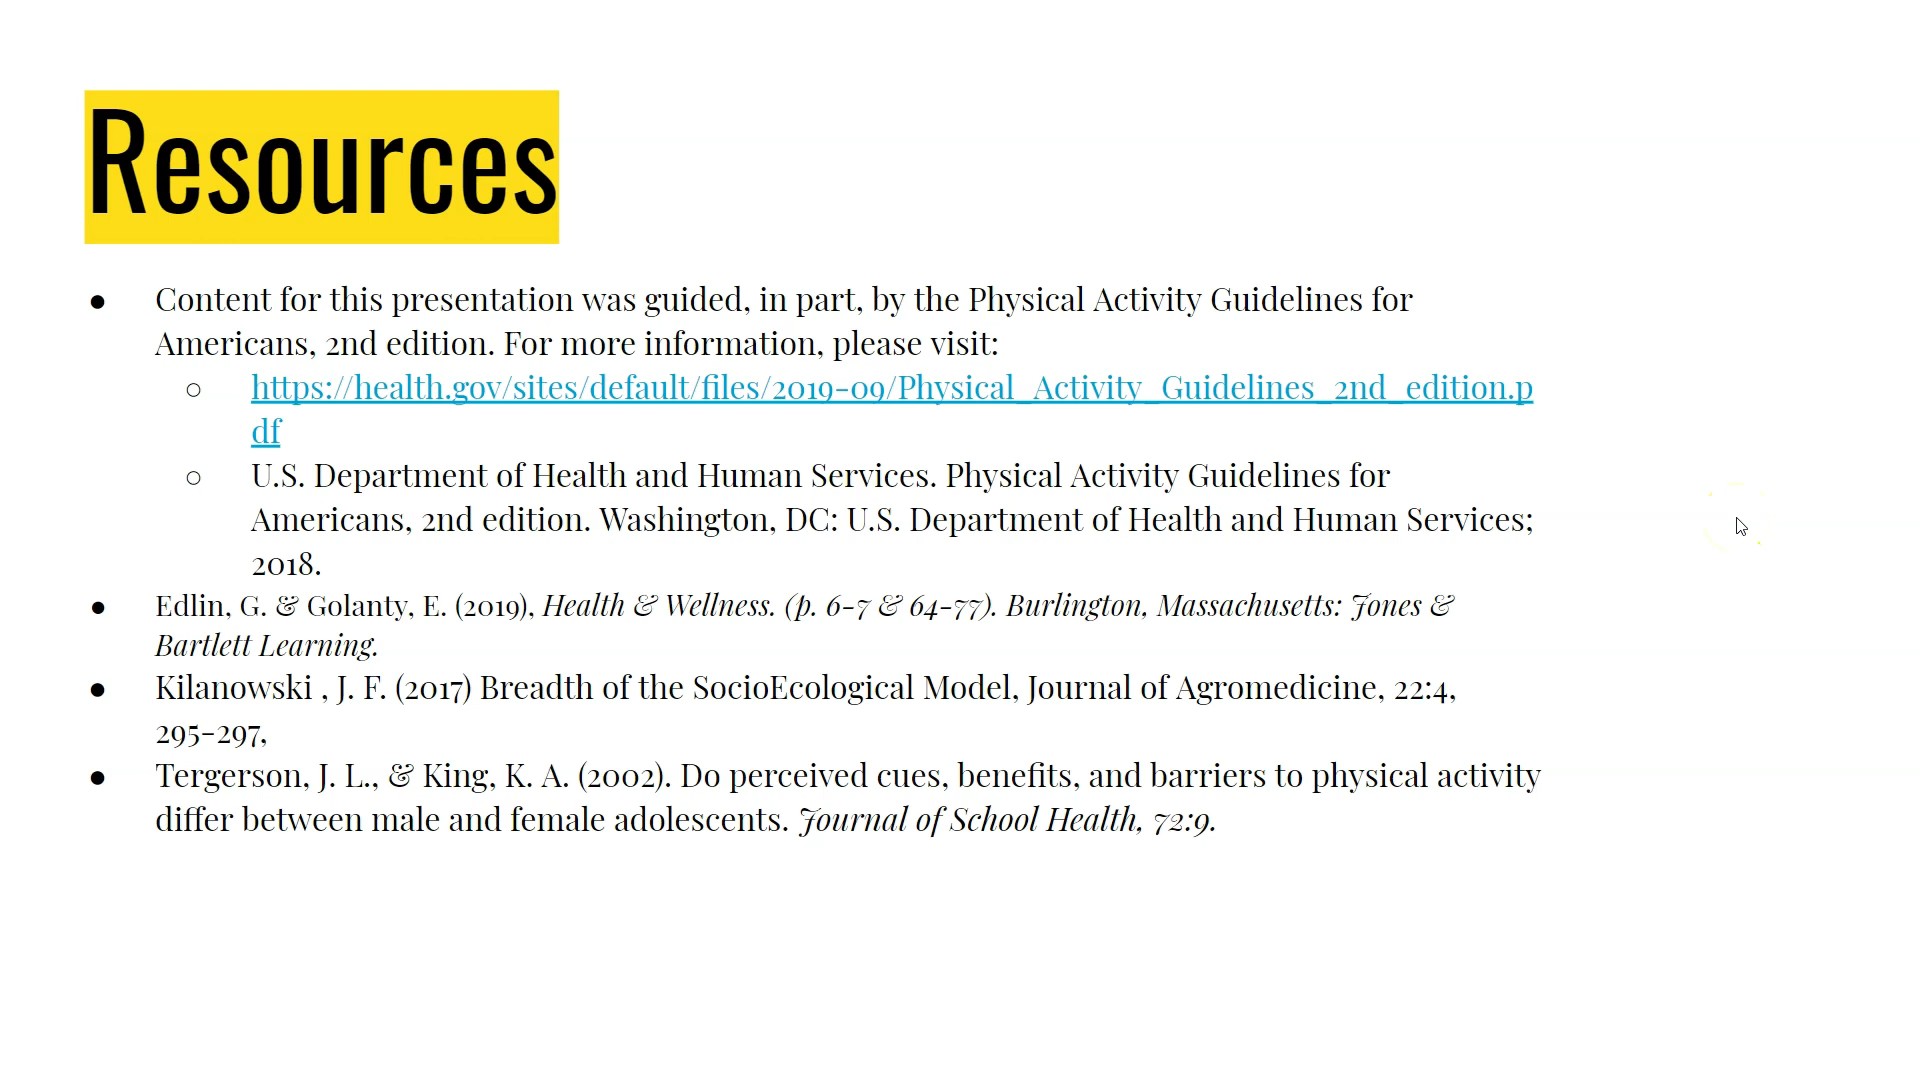 Resources
● Content for this presentation was guided, in part, by the Physical Activity Guidelines for
Americans, 2nd edition. For more information, please visit:
○ https://health.gov/sites/default/files/2019-09/Physical_Activity_Guidelines_2nd_edition.p
df
○ U.S. Department of Health and Human Services. Physical Activity Guidelines for
Americans, 2nd edition. Washington, DC: U.S. Department of Health and Human Services;
2018.
● Edlin, G. & Golanty, E. (2019), Health & Wellness. (p. 6-7 & 64-77). Burlington, Massachusetts: Jones &
Bartlett Learning.
● Kilanowski , J. F. (2017) Breadth of the SocioEcological Model, Journal of Agromedicine, 22:4,
295-297,
● Tergerson, J. L., & King, K. A. (2002). Do perceived cues, benefits, and barriers to physical activity
differ between male and female adolescents. Journal of School Health, 72:9.